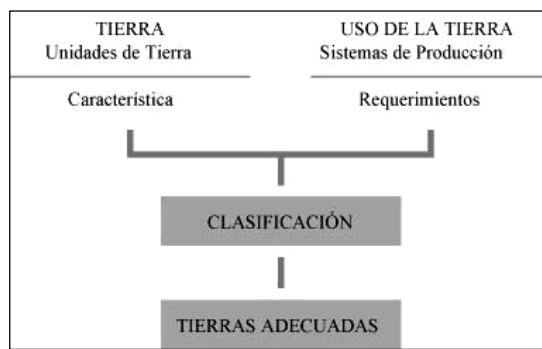 TIERRA
Unidades de Tierra
Característica
USO DE LA TIERRA
Sistemas de Producción
Requerimientos
CLASIFICACIÓN
TIERRAS ADECUADAS